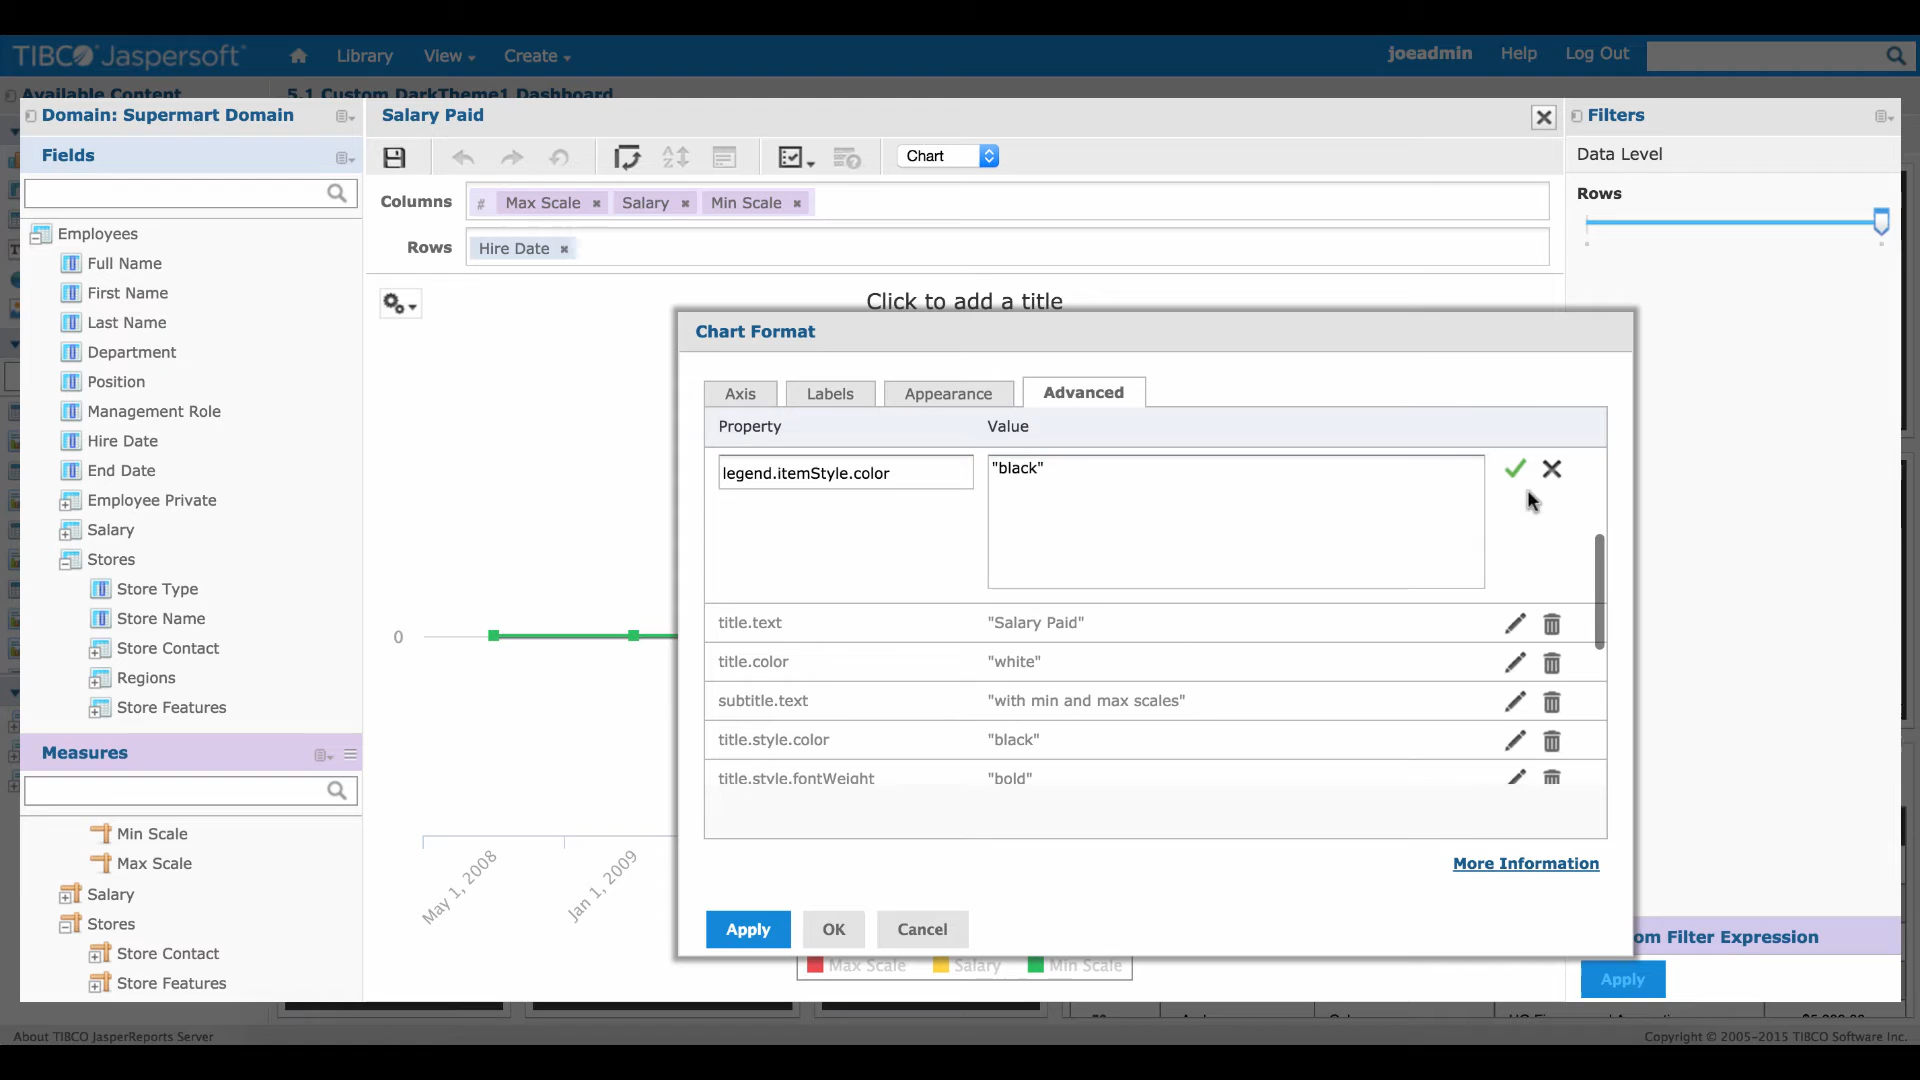 TIBCO Jaspersoft
Library
View
Create
joeadmin
Help
Log Out
Available Content
5.1 Custom DarkTheme1 Dashboard
Domain: Supermart Domain
Salary Paid
Filters
Fields
Chart
Data Level
Columns
# Max Scale
Salary
Min Scale
Rows
Rows
Hire Date
Employees
Full Name
First Name
Last Name
Department
Position
Management Role
Hire Date
End Date
Employee Private
Salary
Stores
Store Type
Store Name
Store Contact
Regions
Store Features
Measures
Min Scale
Max Scale
Salary
Stores
Store Contact
Store Features
Click to add a title
0
May 1, 2008
Jan 1, 2009
Chart Format
Axis
Labels
Appearance
Advanced
Property
Value
legend.itemStyle.color
"black"
title.text
"Salary Paid"
title.color
"white"
subtitle.text
"with min and max scales"
title.style.color
"black"
title.style.fontWeight
"bold"
More Information
Apply
OK
Cancel
Max Scale
Salary
Min Scale
om Filter Expression
Apply
About TIBCO JasperReports Server
Copyright © 2005-2015 TIBCO Software Inc.